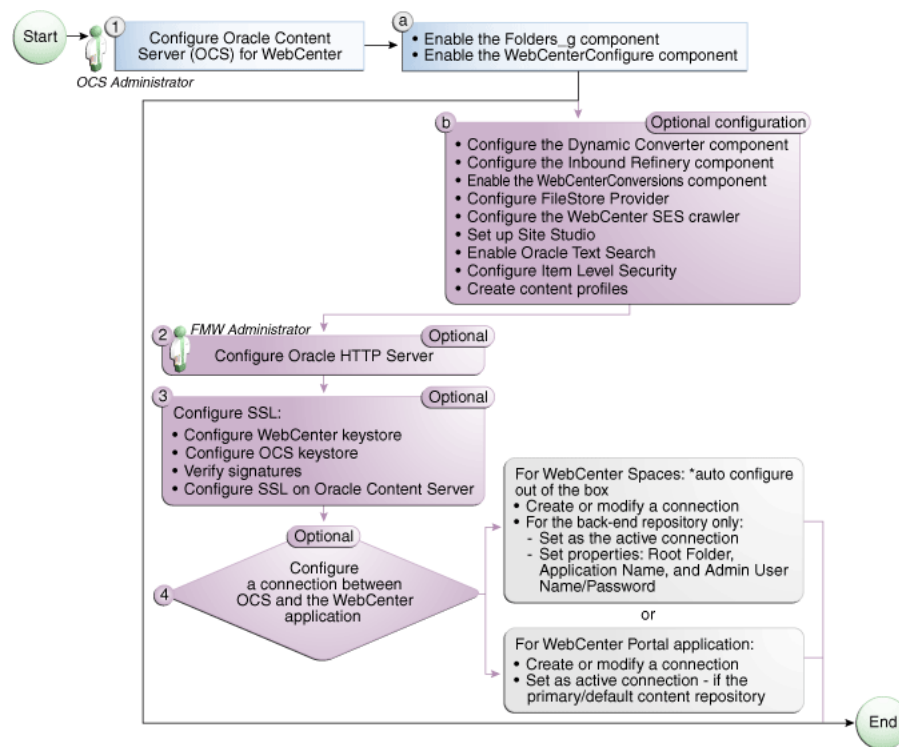 Start
1
Configure Oracle Content
Server (OCS) for WebCenter
OCS Administrator
a
• Enable the Folders_g component
• Enable the WebCenterConfigure component
b
Optional configuration
• Configure the Dynamic Converter component
• Configure the Inbound Refinery component
• Enable the WebCenterConversions component
• Configure FileStore Provider
• Configure the WebCenter SES crawler
• Set up Site Studio
• Enable Oracle Text Search
• Configure Item Level Security
• Create content profiles
2
FMW Administrator
Optional
Configure Oracle HTTP Server
3
Optional
Configure SSL:
• Configure WebCenter keystore
• Configure OCS keystore
• Verify signatures
• Configure SSL on Oracle Content Server
Optional
4
Configure
a connection between
OCS and the WebCenter
application
For WebCenter Spaces: *auto configure
out of the box
• Create or modify a connection
• For the back-end repository only:
- Set as the active connection
- Set properties: Root Folder,
Application Name, and Admin User
Name/Password
or
For WebCenter Portal application:
• Create or modify a connection
• Set as active connection - if the
primary/default content repository
End